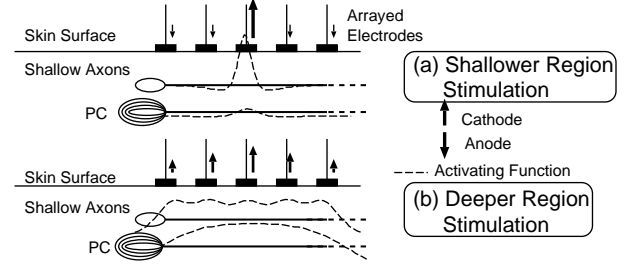 Arrayed
Electrodes
Skin Surface
Shallow Axons
PC
(a) Shallower Region
Stimulation
Cathode
Anode
Activating Function
Skin Surface
Shallow Axons
PC
(b) Deeper Region
Stimulation